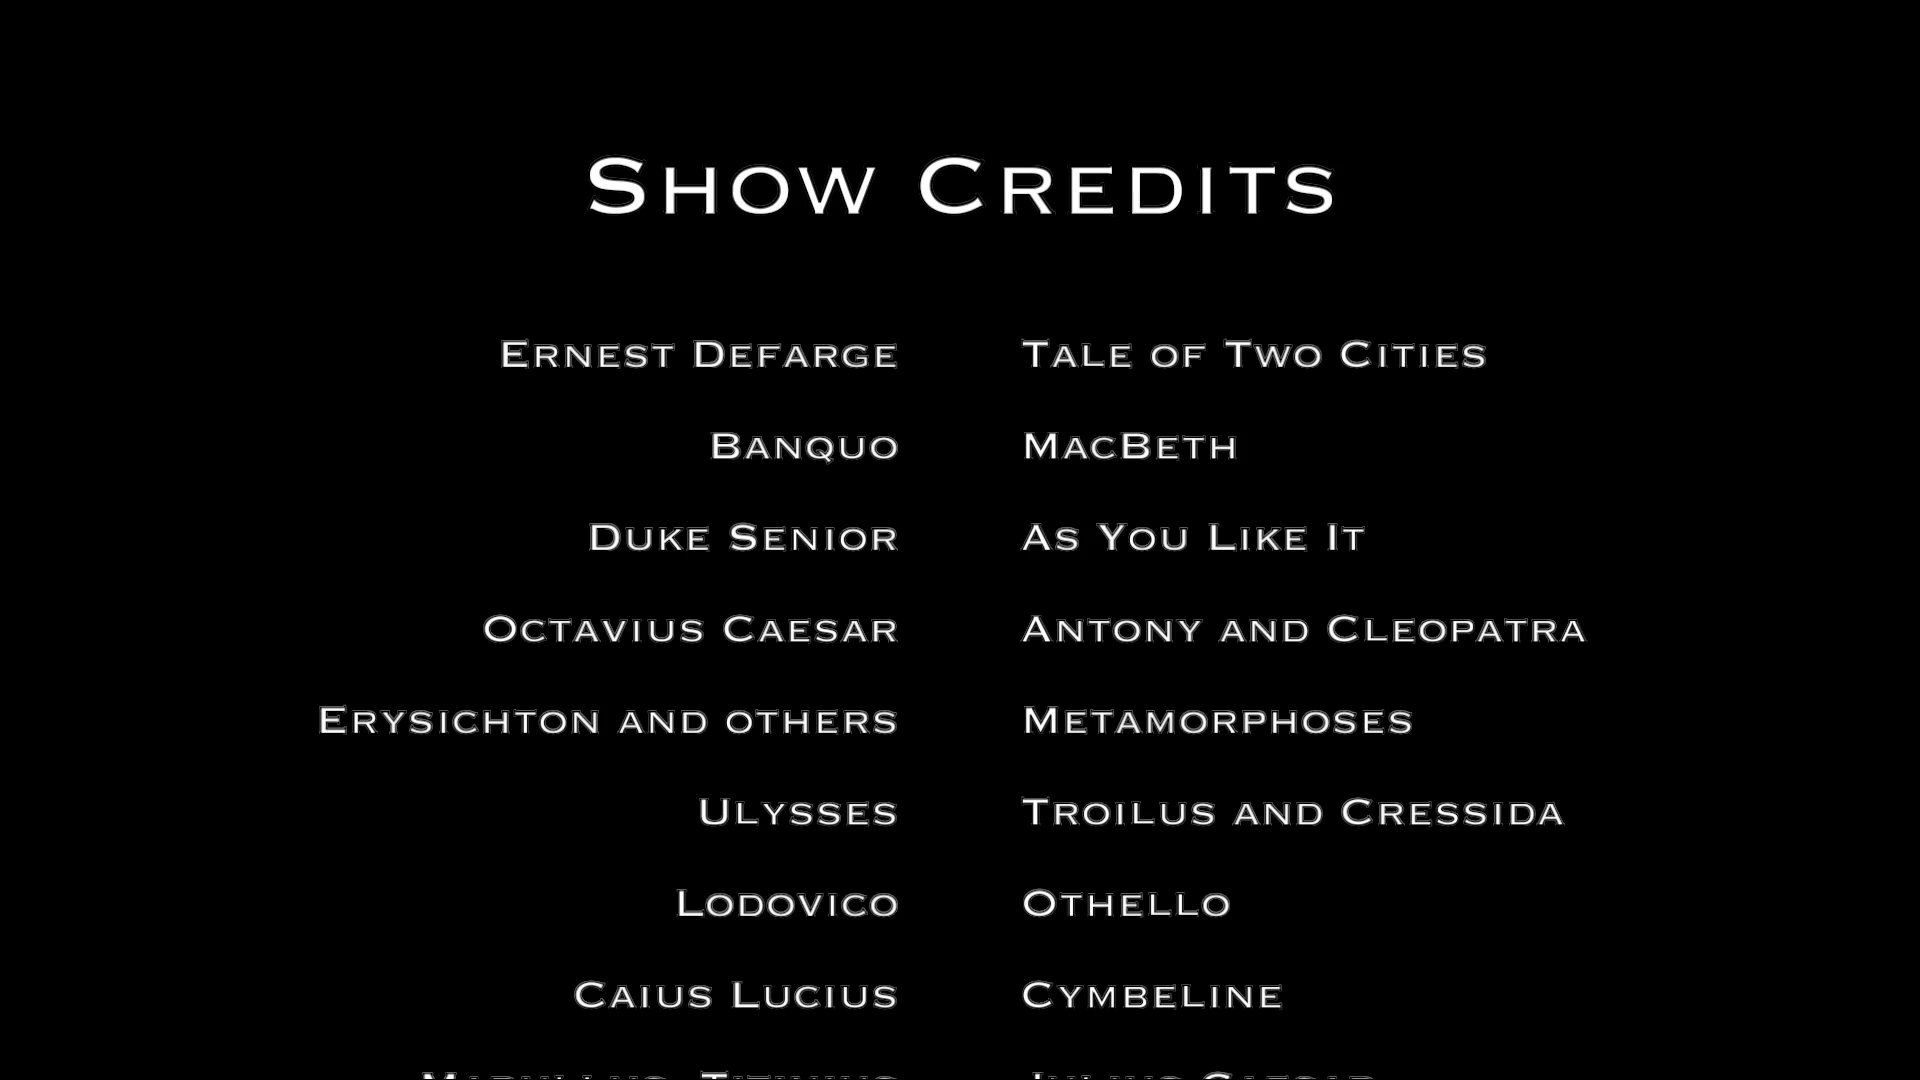 Show Credits
Ernest Defarge Tale of Two Cities
Banquo MacBeth
Duke Senior As You Like It
Octavius Caesar Antony and Cleopatra
Erysichton and others Metamorphoses
Ulysses Troilus and Cressida
Lodovico Othello
Caius Lucius Cymbeline